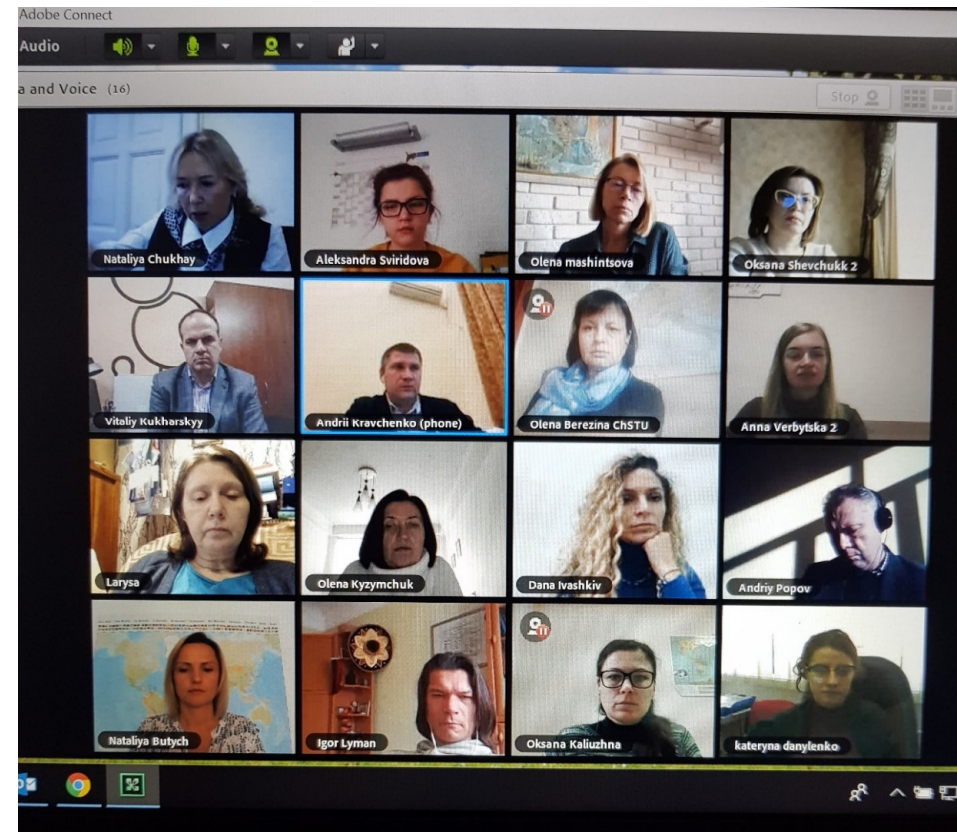 Adobe Connect
Audio
a and Voice (16)
Stop
Nataliya Chukhay
Aleksandra Sviridova
Olena mashintsova
Oksana Shevchukk 2
Vitaliy Kukharskyy
Andrii Kravchenko (phone)
Olena Berezina ChSTU
Anna Verbytska 2
Larysa
Olena Kyzymchuk
Dana Ivashkiv
Andriy Popov
Nataliya Butych
Igor Lyman
Oksana Kaliuzhna
kateryna danylenko